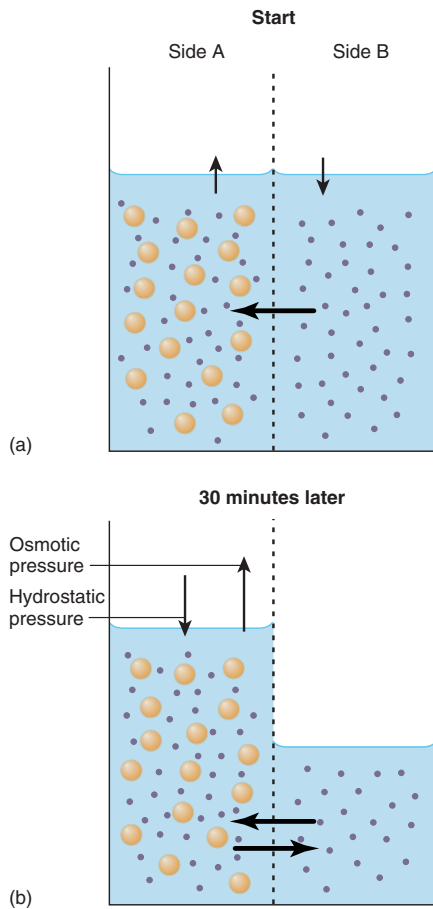 Start
Side A
Side B
(a)
30 minutes later
Osmotic
pressure
Hydrostatic
pressure
(b)